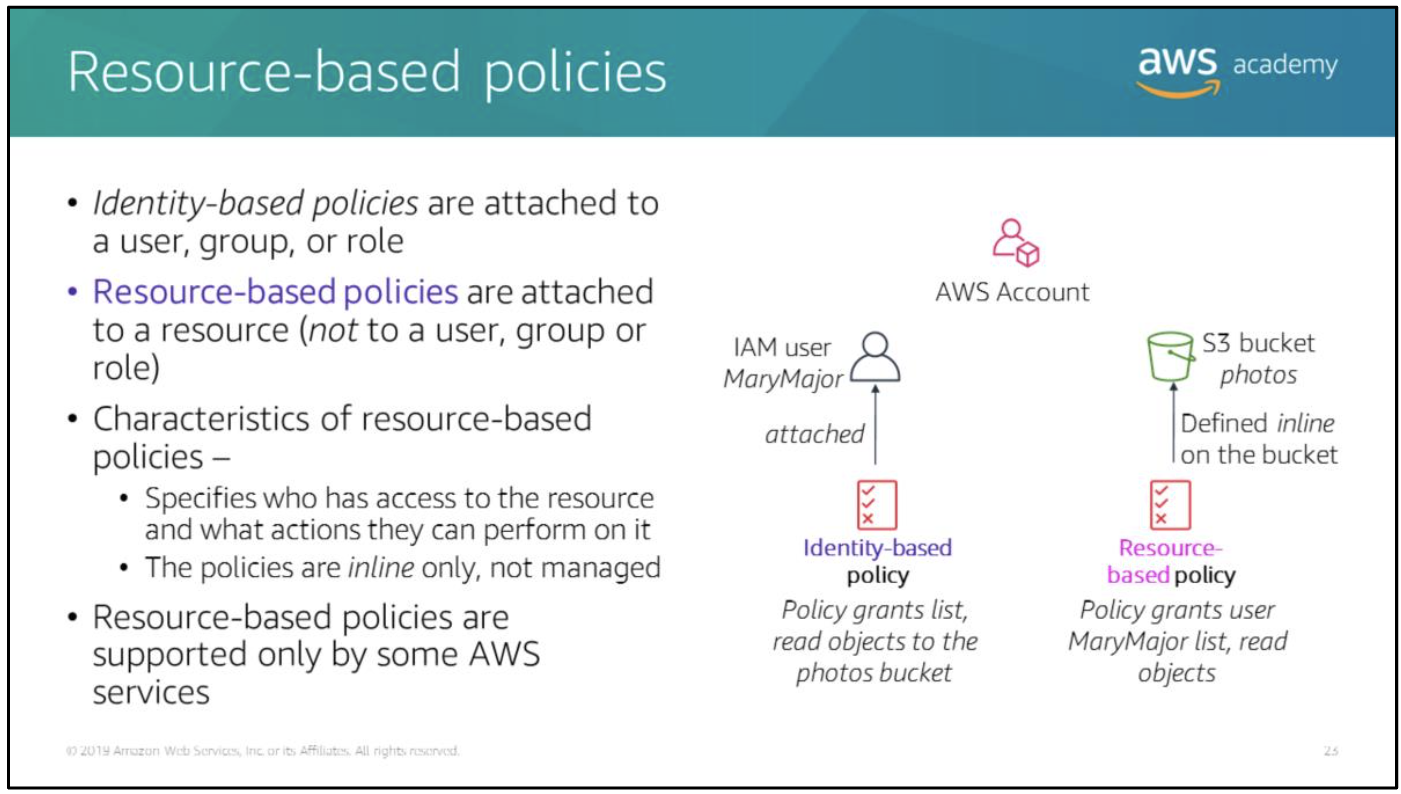 Resource-based policies
aws academy
• Identity-based policies are attached to
a user, group, or role
• Resource-based policies are attached
to a resource (not to a user, group or
role)
• Characteristics of resource-based
policies –
• Specifies who has access to the resource
and what actions they can perform on it
• The policies are inline only, not managed
• Resource-based policies are
supported only by some AWS
services
AWS Account
IAM user
MaryMajor
attached
Identity-based
policy
Policy grants list,
read objects to the
photos bucket
S3 bucket
photos
Defined inline
on the bucket
Resource-
based policy
Policy grants user
MaryMajor list, read
objects
© 2019 Amazon Web Services, Inc. or its Affiliates. All rights reserved.
23